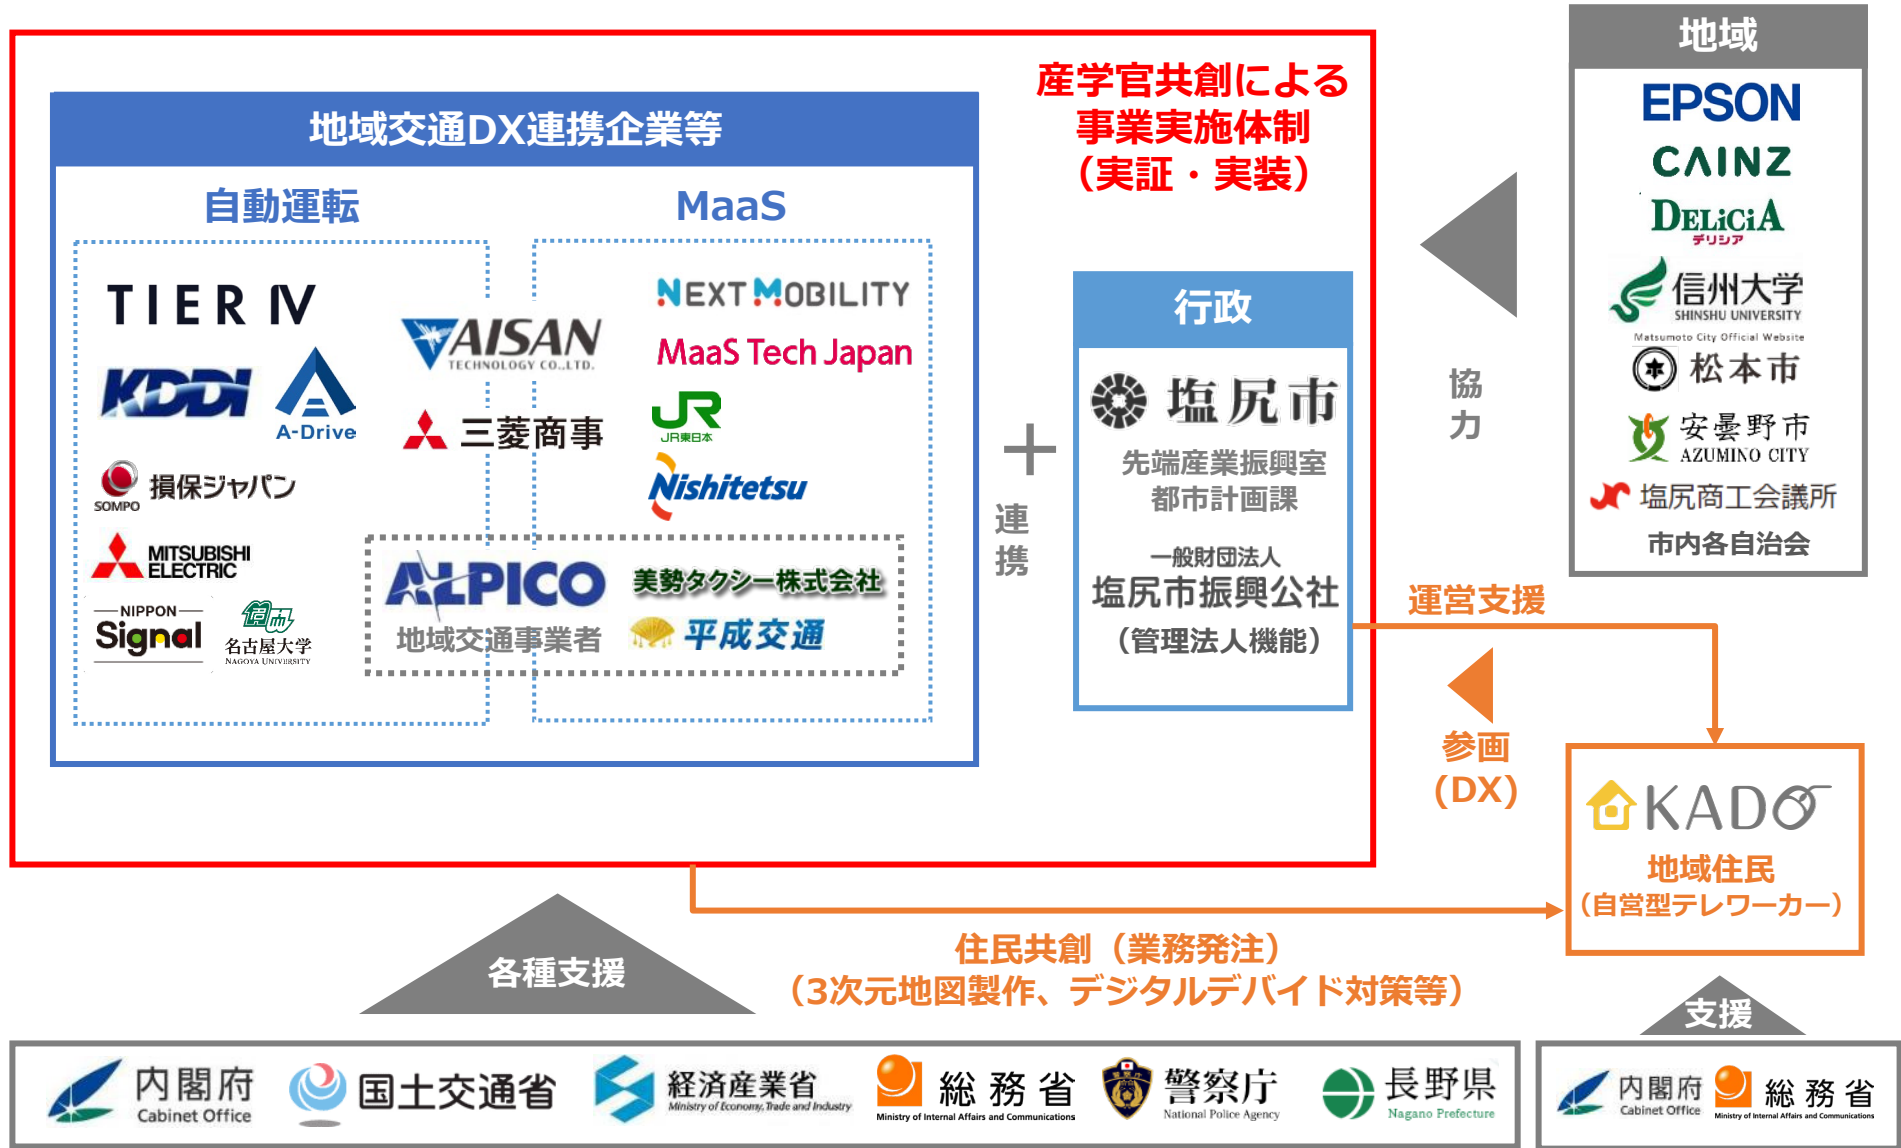 産学官共創による
事業実施体制
（実証・実装）
地域交通DX連携企業等
自動運転
MaaS
TIER IV
KDDI
A-Drive
SOMPO
損保ジャパン
MITSUBISHI
ELECTRIC
NIPPON
Signal
名古屋大学
NAGOYA UNIVERSITY
AISAN
TECHNOLOGY CO.,LTD.
三菱商事
NEXT MOBILITY
MaaS Tech Japan
JR
JR東日本
Nishitetsu
ALPICO
地域交通事業者
美勢タクシー株式会社
平成交通
連携
行政
塩尻市
先端産業振興室
都市計画課
一般財団法人
塩尻市振興公社
（管理法人機能）
協力
地域
EPSON
CAINZ
DELiCiA
デリシア
信州大学
SHINSHU UNIVERSITY
Matsumoto City Official Website
松本市
安曇野市
AZUMINO CITY
塩尻商工会議所
市内各自治会
運営支援
参画
(DX)
KADO
地域住民
（自営型テレワーカー）
住民共創（業務発注）
（3次元地図製作、デジタルデバイド対策等）
各種支援
支援
内閣府
Cabinet Office
国土交通省
経済産業省
Ministry of Economy, Trade and Industry
総務省
Ministry of Internal Affairs and Communications
警察庁
National Police Agency
長野県
Nagano Prefecture
内閣府
Cabinet Office
総務省
Ministry of Internal Affairs and Communications